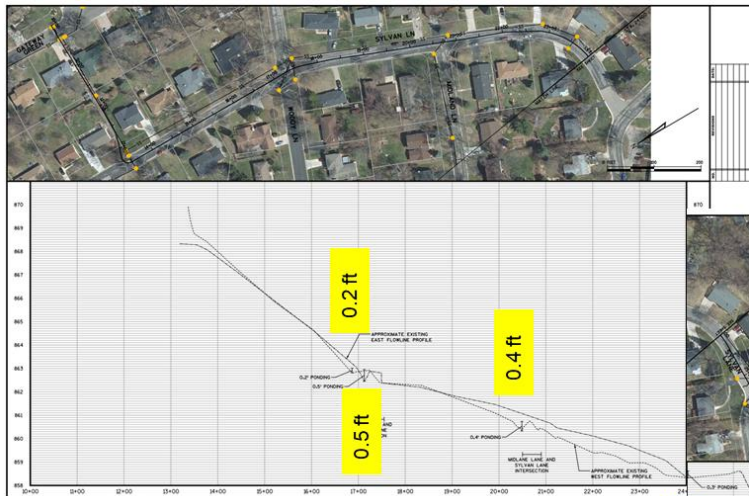 GATEWAY
GREEN
SYLVAN LN
870
870
869
868
867
866
865
864
863
862
861
860
859
858
0.2 ft
0.4 ft
0.5 ft
APPROXIMATE EXISTING
EAST FLOWLINE PROFILE
0.2' PONDING
0.5' PONDING
0.4' PONDING
MIDLANE LANE AND
SYLVAN LANE
INTERSECTION
APPROXIMATE EXISTING
WEST FLOWLINE PROFILE
0.3' PONDING
10+00
11+00
12+00
13+00
14+00
15+00
16+00
17+00
18+00
19+00
20+00
21+00
22+00
23+00